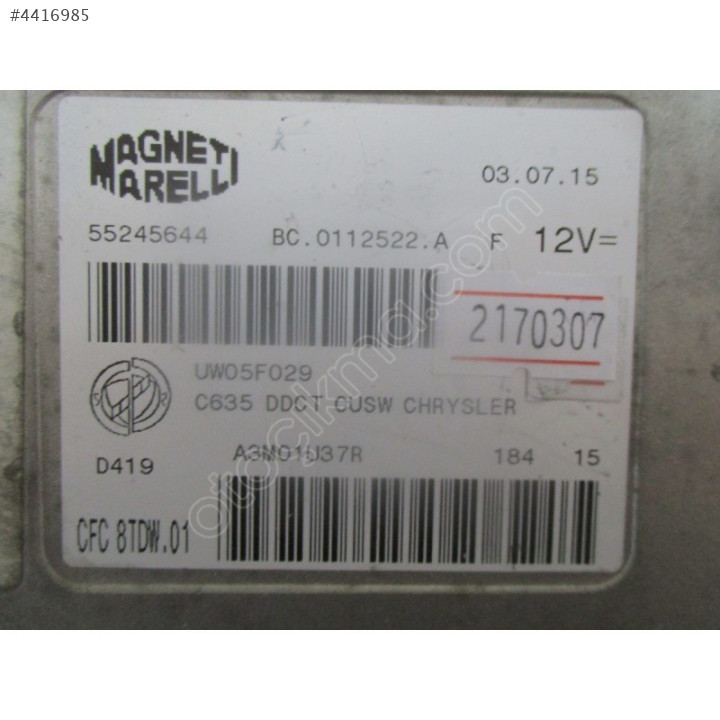 #4416985
MAGNETI
MARELLI
03.07.15
55245644 BC.0112522.A F 12V=
2170307
UW05F029
C635 DDCT CUSW CHRYSLER
D419 A3M01U37R 184 15
CFC 8TDW.01
otocikma.com